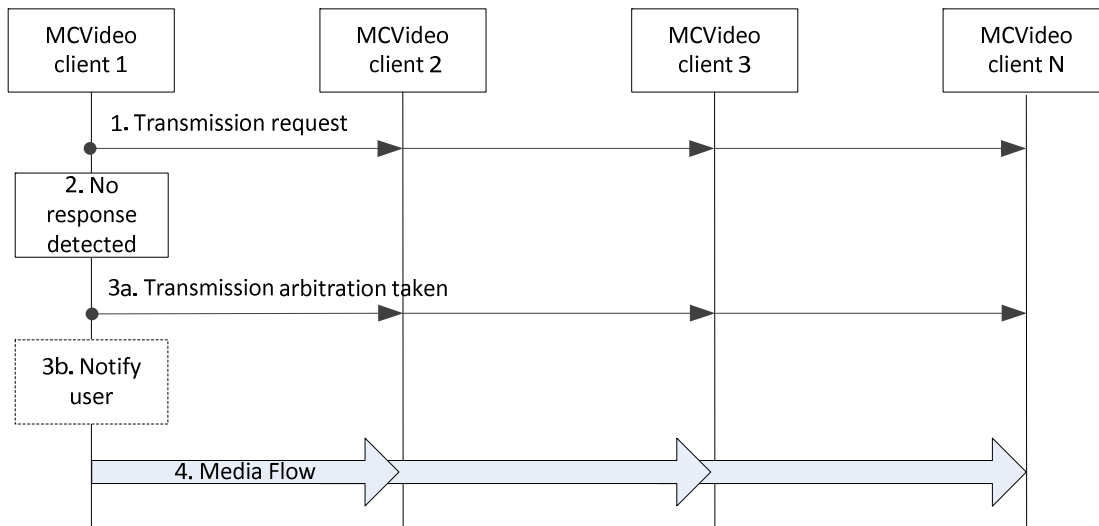 MCVideo
client 1
MCVideo
client 2
MCVideo
client 3
MCVideo
client N
1. Transmission request
2. No
response
detected
3a. Transmission arbitration taken
3b. Notify
user
4. Media Flow